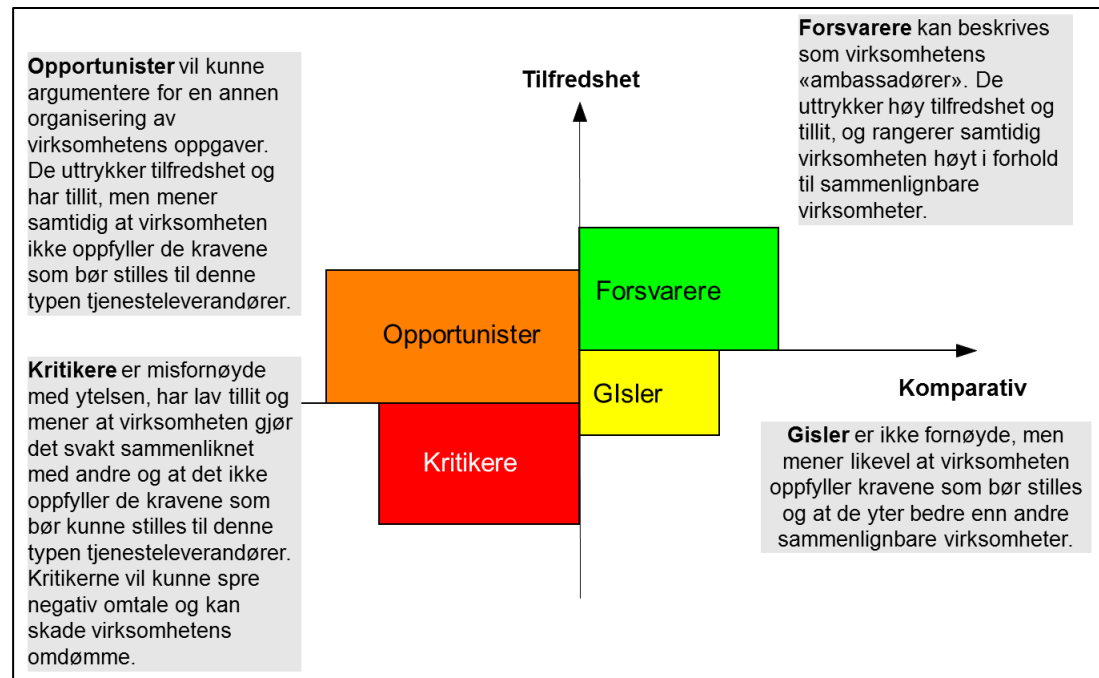 Opportunister vil kunne
argumentere for en annen
organisering av
virksomhetens oppgaver.
De uttrykker tilfredshet og
har tillit, men mener
samtidig at virksomheten
ikke oppfyller de kravene
som bør stilles til denne
typen tjenesteleverandører.
Tilfredshet
Forsvarere kan beskrives
som virksomhetens
«ambassadører». De
uttrykker høy tilfredshet og
tillit, og rangerer samtidig
virksomheten høyt i forhold
til sammenlignbare
virksomheter.
Opportunister
Forsvarere
Kritikere
GIsler
Komparativ
Kritikere er misfornøyde
med ytelsen, har lav tillit og
mener at virksomheten gjør
det svakt sammenliknet
med andre og at det ikke
oppfyller de kravene som
bør kunne stilles til denne
typen tjenesteleverandører.
Kritikerne vil kunne spre
negativ omtale og kan
skade virksomhetens
omdømme.
Gisler er ikke fornøyde, men
mener likevel at virksomheten
oppfyller kravene som bør stilles
og at de yter bedre enn andre
sammenlignbare virksomheter.